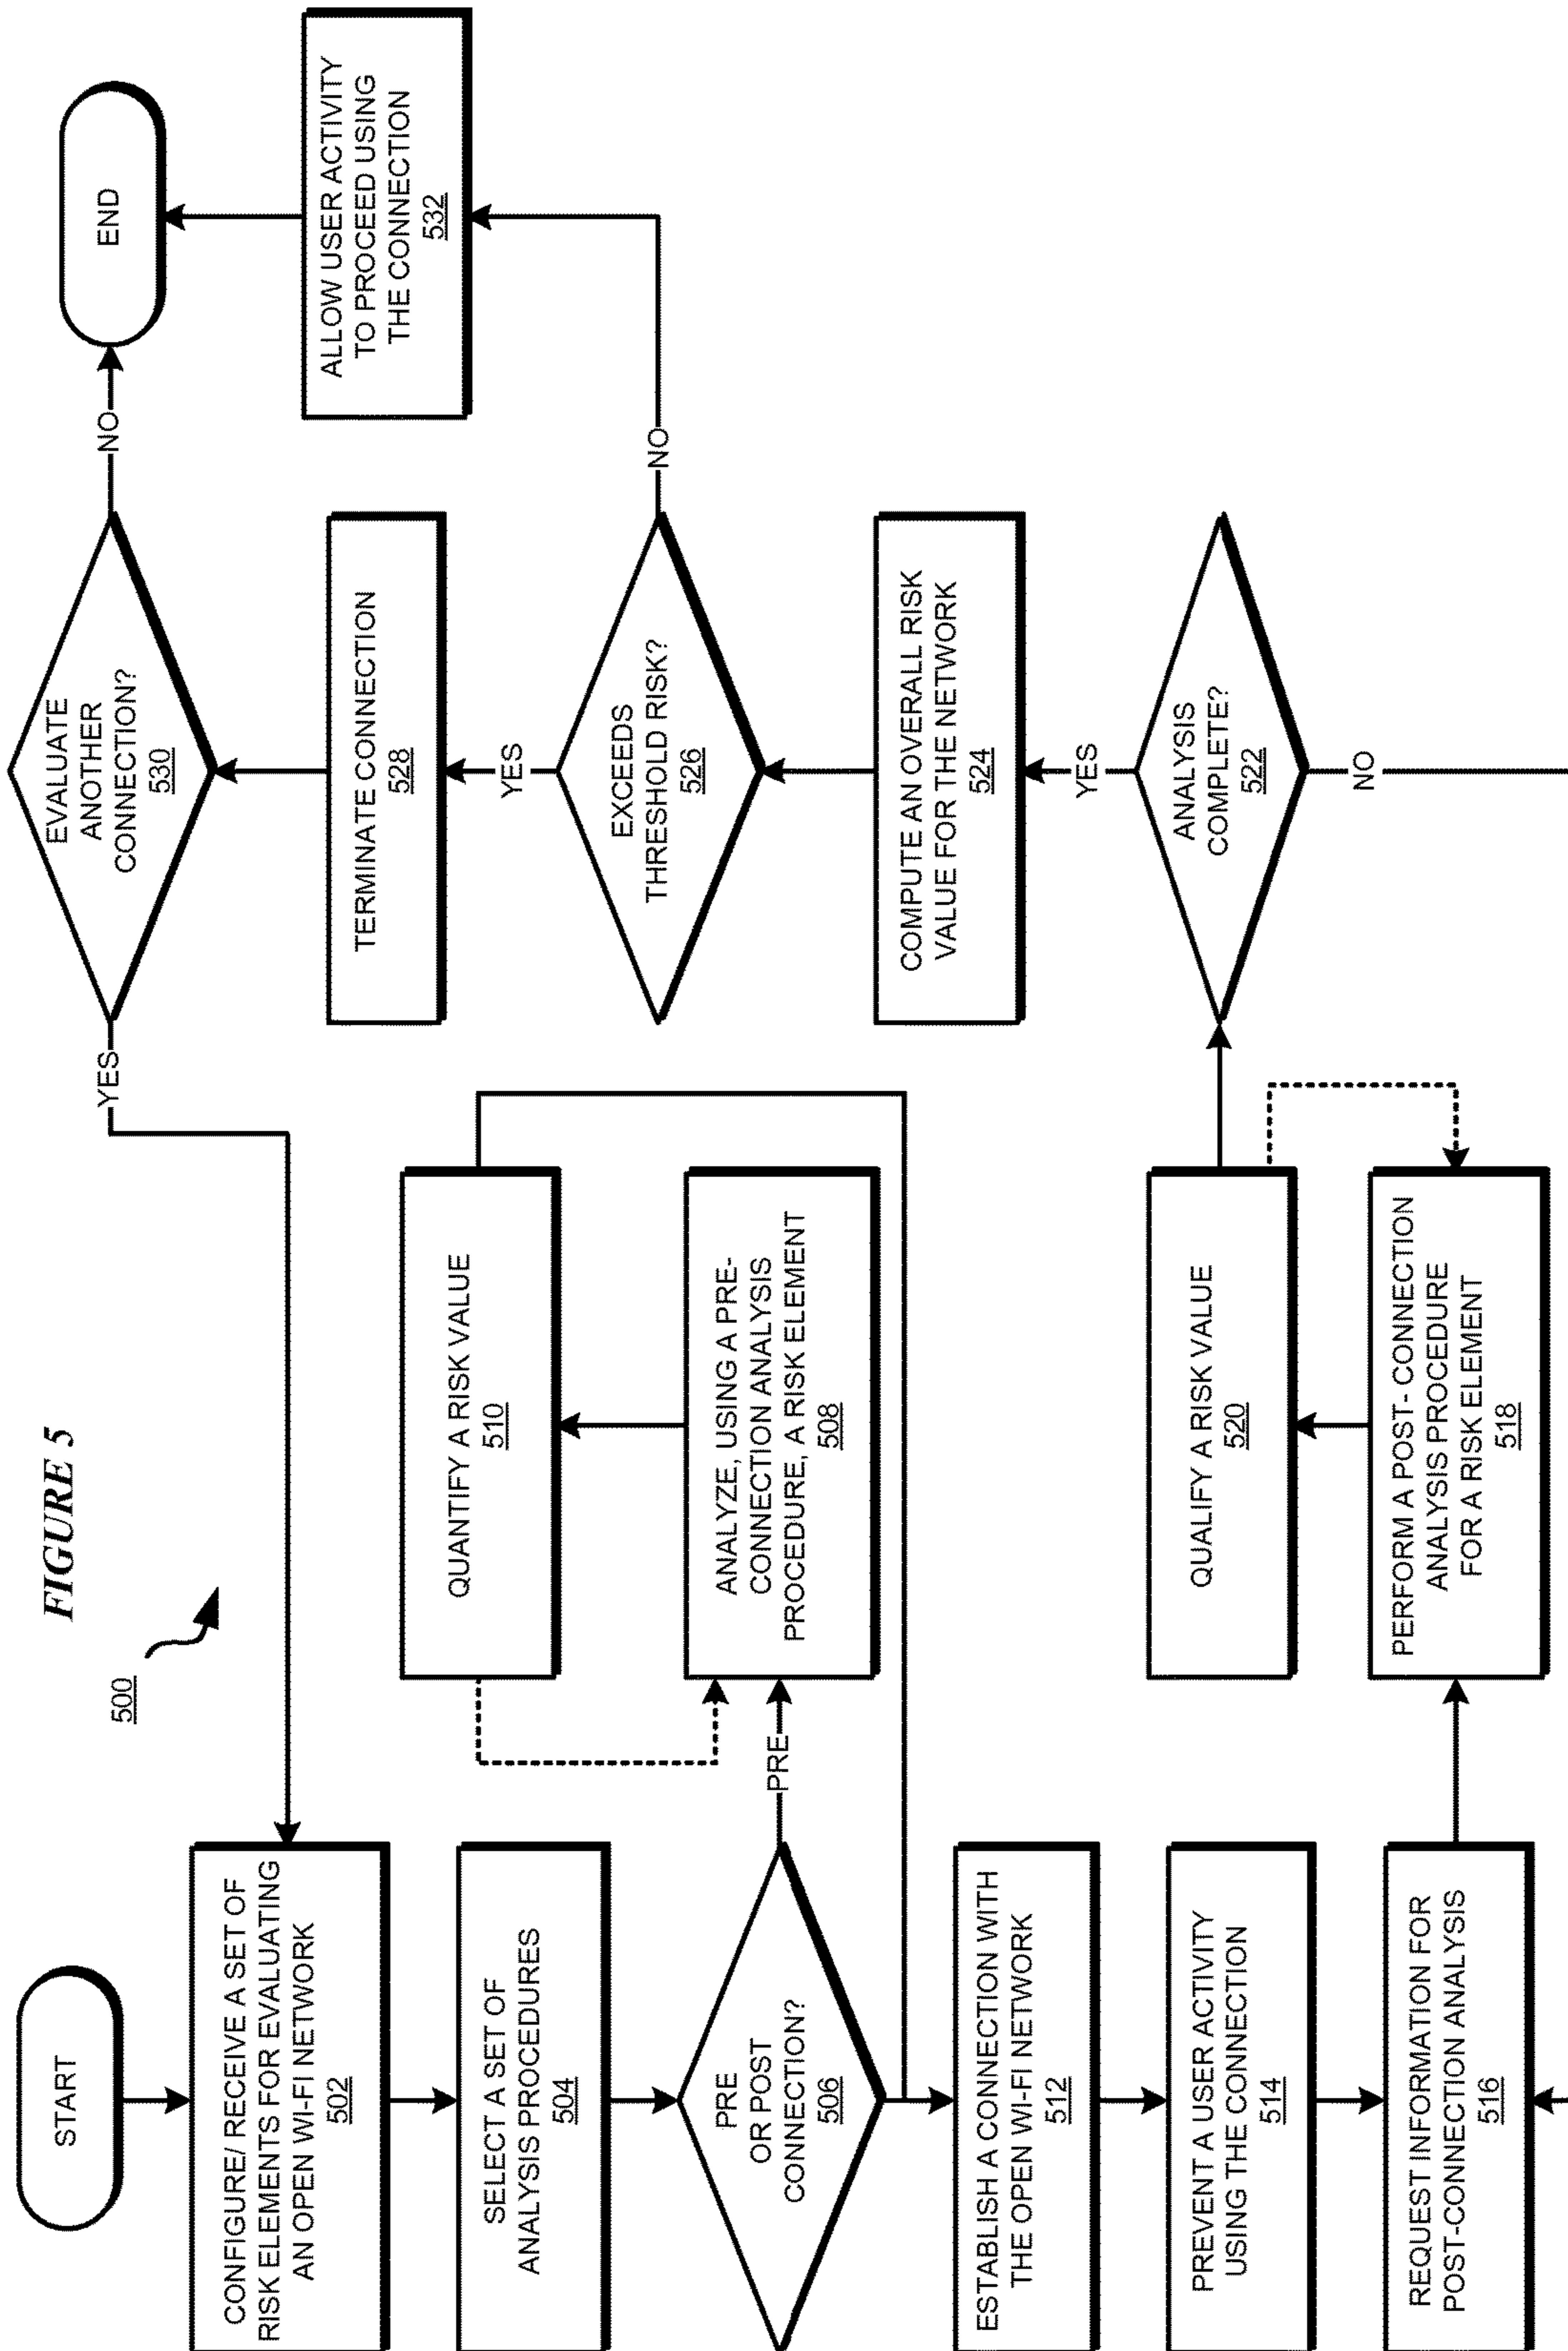 FIGURE 5
500
START
CONFIGURE/ RECEIVE A SET OF
RISK ELEMENTS FOR EVALUATING
AN OPEN WI-FI NETWORK
502
SELECT A SET OF
ANALYSIS PROCEDURES
504
PRE
OR POST
CONNECTION?
506
PRE
ANALYZE, USING A PRE-
CONNECTION ANALYSIS
PROCEDURE, A RISK ELEMENT
508
QUANTIFY A RISK VALUE
510
ESTABLISH A CONNECTION WITH
THE OPEN WI-FI NETWORK
512
PREVENT A USER ACTIVITY
USING THE CONNECTION
514
REQUEST INFORMATION FOR
POST-CONNECTION ANALYSIS
516
PERFORM A POST- CONNECTION
ANALYSIS PROCEDURE
FOR A RISK ELEMENT
518
QUALIFY A RISK VALUE
520
ANALYSIS
COMPLETE?
522
NO
YES
COMPUTE AN OVERALL RISK
VALUE FOR THE NETWORK
524
EXCEEDS
THRESHOLD RISK?
526
NO
YES
TERMINATE CONNECTION
528
EVALUATE
ANOTHER
CONNECTION?
530
YES
NO
ALLOW USER ACTIVITY
TO PROCEED USING
THE CONNECTION
532
END